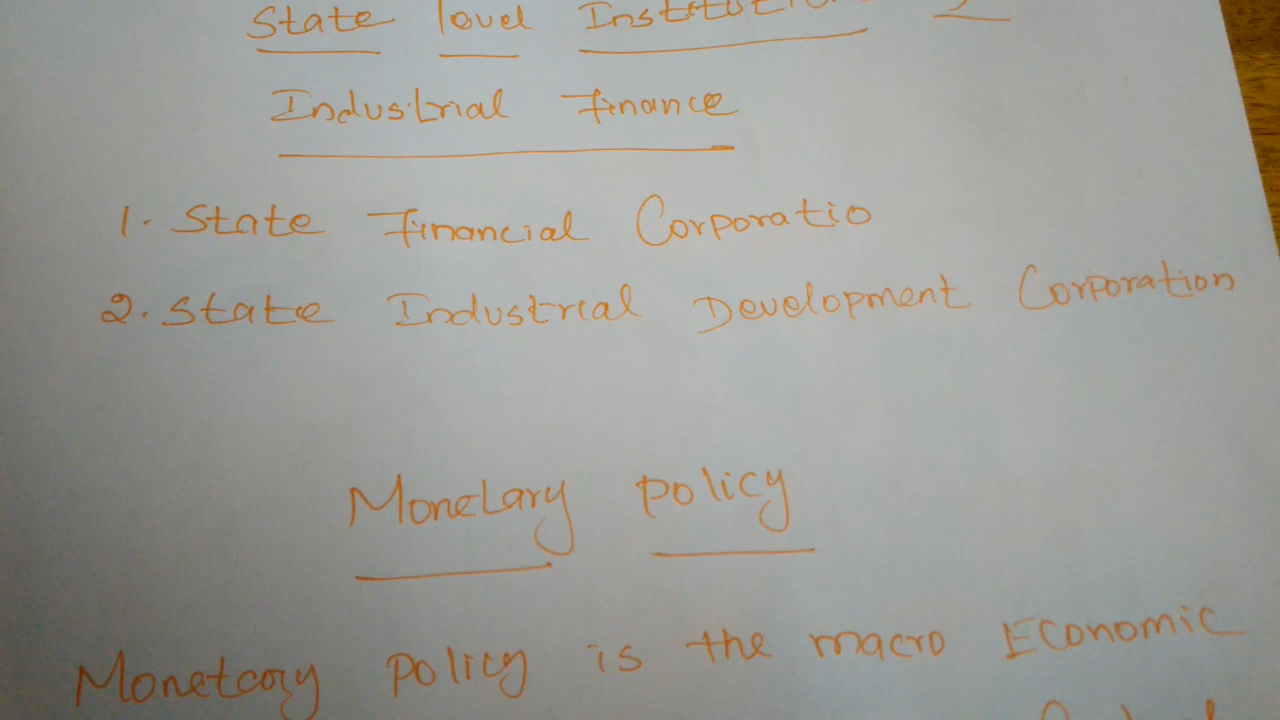 State level Institution
Industrial Finance
1. State Financial Corporatio
2. State Industrial Development Corporation
Monetary policy
Monetary policy is the macro Economic